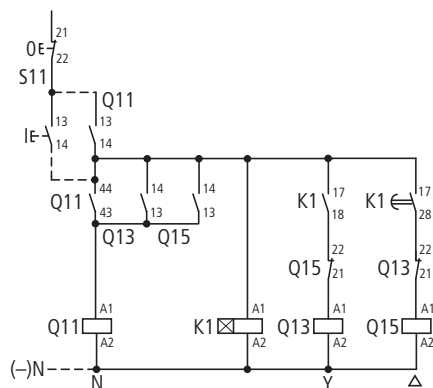 21
0E
22
S11
Q11
13 13
IE
14 14
Q11 44 14 14 K1 17 K1 17
43 13 13 18 28
Q13 Q15
22 22
Q15 Q13
21 21
A1 A1 A1 A1
Q11 K1 Q13 Q15
A2 A2 A2 A2
(–)N N Y Δ